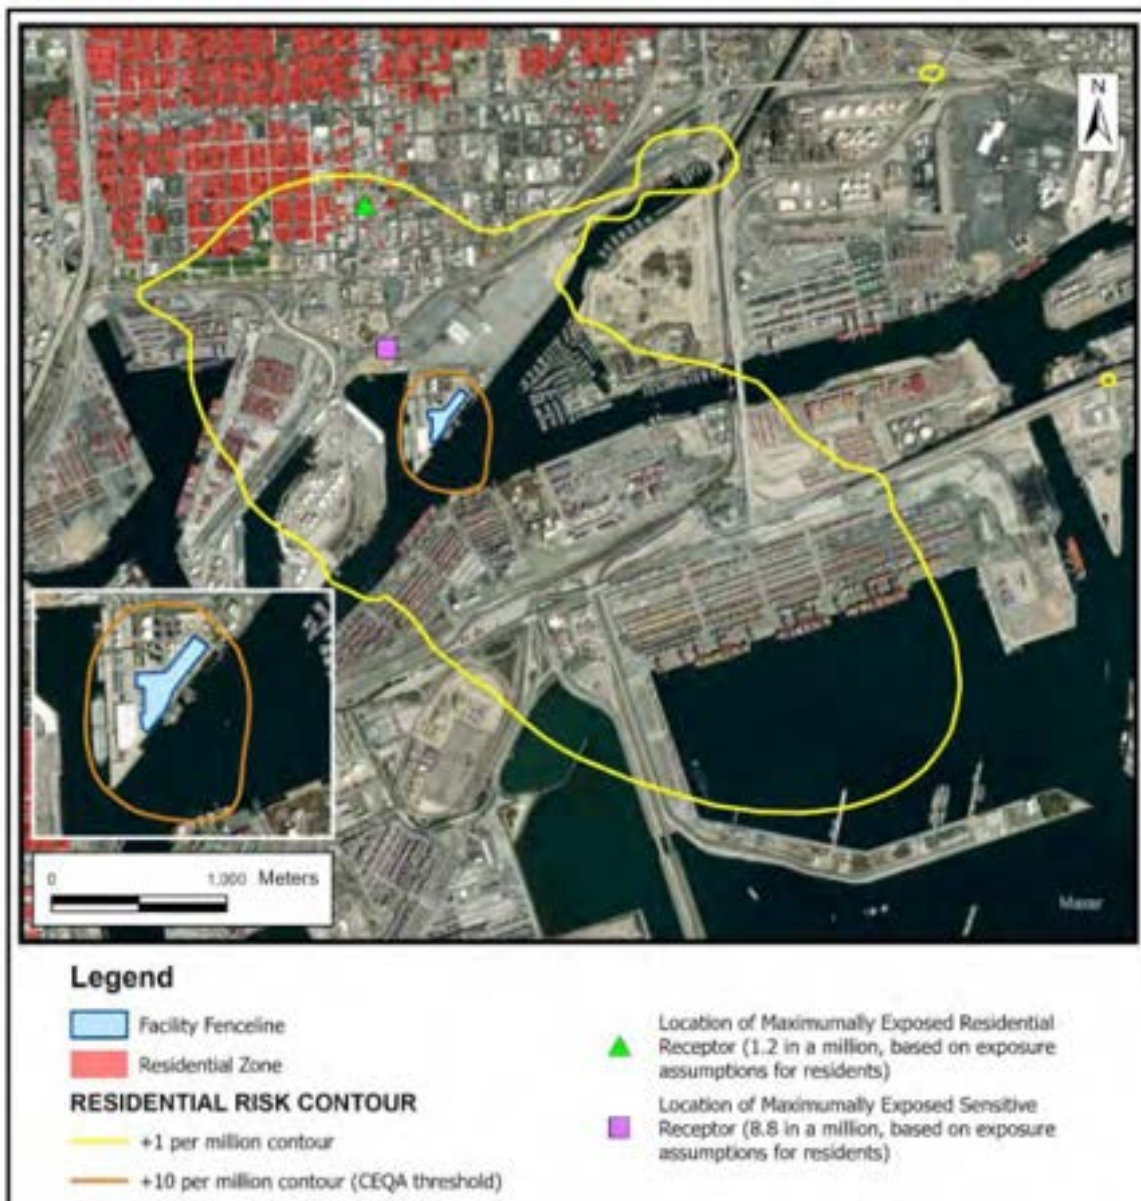 N
0 1,000 Meters
Maxar
Legend
Facility Fenceline
Residential Zone
RESIDENTIAL RISK CONTOUR
+1 per million contour
+10 per million contour (CEQA threshold)
Location of Maximumally Exposed Residential
Receptor (1.2 in a million, based on exposure
assumptions for residents)
Location of Maximumally Exposed Sensitive
Receptor (8.8 in a million, based on exposure
assumptions for residents)